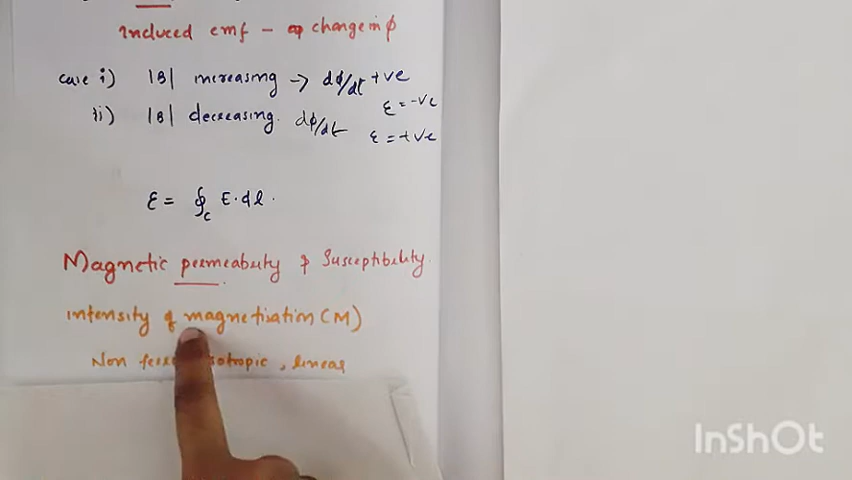 Induced emf - change in ϕ
case i) |B| increasing → dϕ/dt +ve
ε = -ve
ii) |B| decreasing. dϕ/dt
ε = +ve
ε = ∮c E·dl.
Magnetic permeability & Susceptibility.
intensity of magnetisation (M)
Non , linear
InShOt